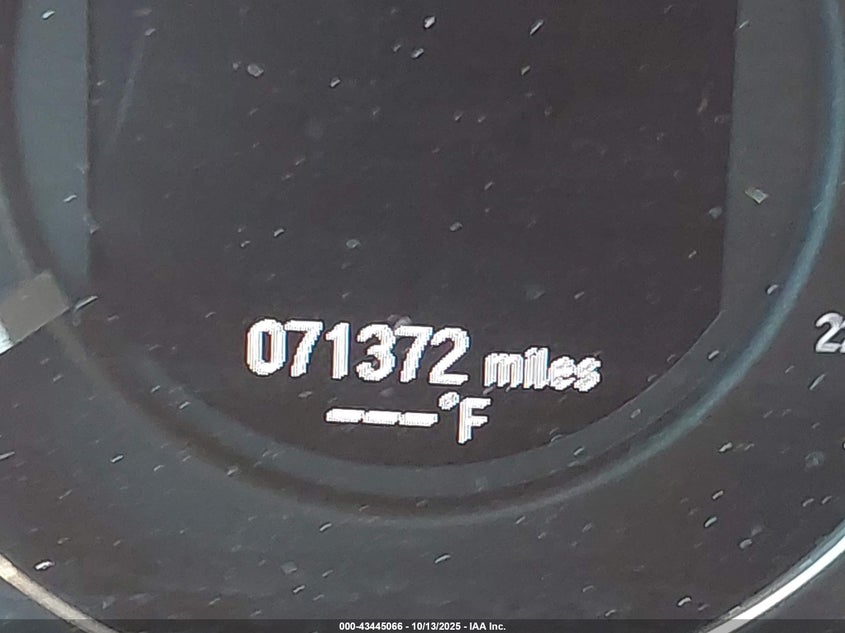 071372 miles
---°F
000-43445066 - 10/13/2025 - IAA Inc.